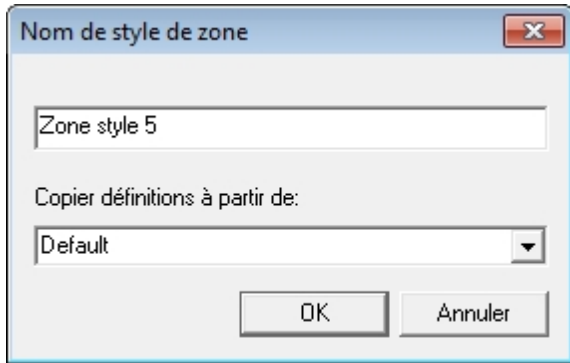 Nom de style de zone
Zone style 5
Copier définitions à partir de:
Default
OK Annuler